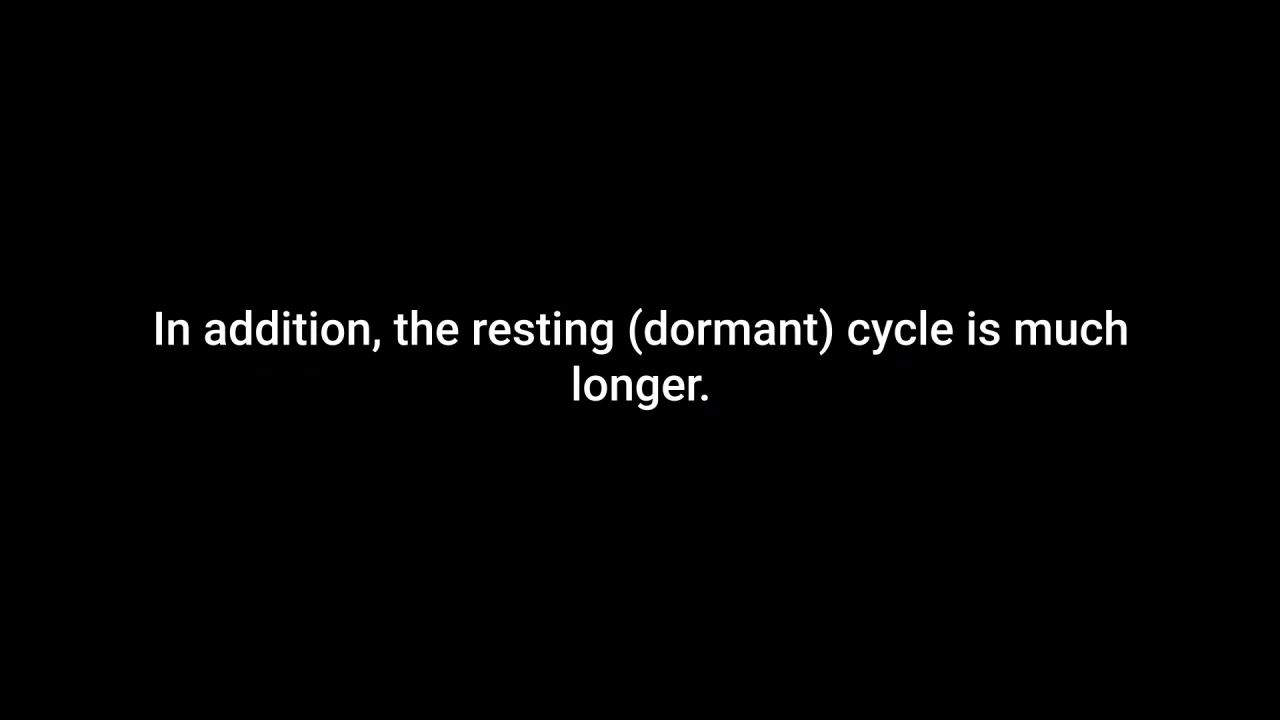 In addition, the resting (dormant) cycle is much
longer.